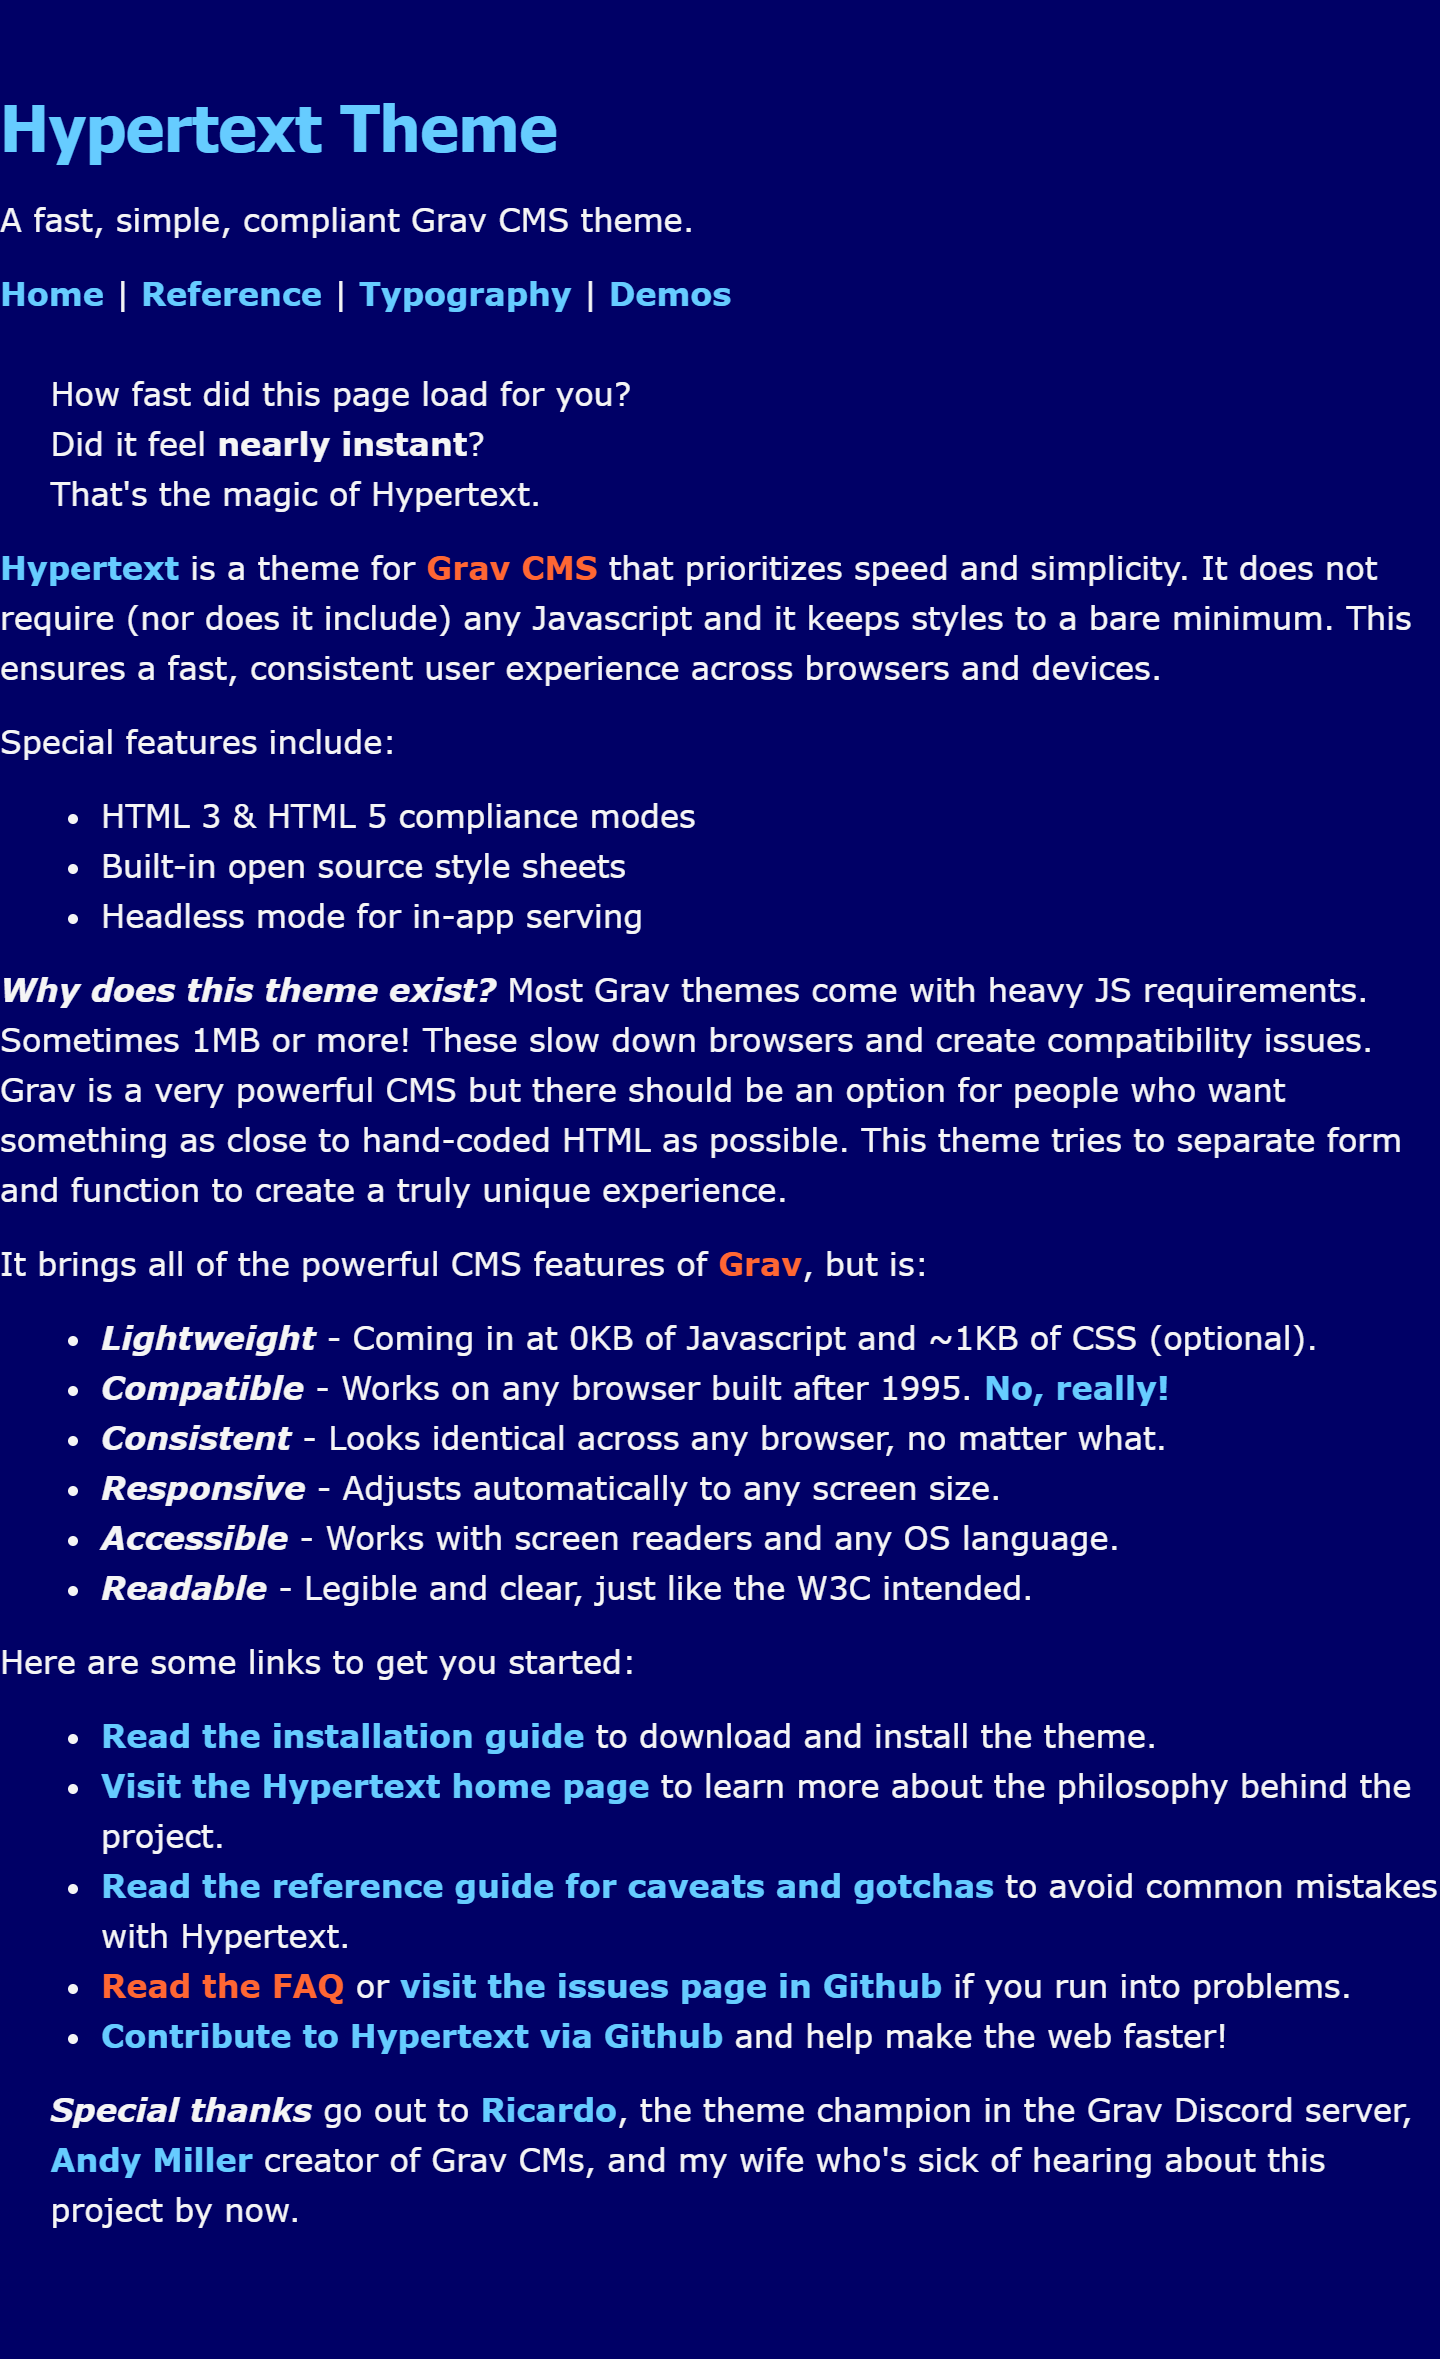 Hypertext Theme
A fast, simple, compliant Grav CMS theme.
Home | Reference | Typography | Demos
How fast did this page load for you?
Did it feel nearly instant?
That's the magic of Hypertext.
Hypertext is a theme for Grav CMS that prioritizes speed and simplicity. It does not
require (nor does it include) any Javascript and it keeps styles to a bare minimum. This
ensures a fast, consistent user experience across browsers and devices.
Special features include:
• HTML 3 & HTML 5 compliance modes
• Built-in open source style sheets
• Headless mode for in-app serving
Why does this theme exist? Most Grav themes come with heavy JS requirements.
Sometimes 1MB or more! These slow down browsers and create compatibility issues.
Grav is a very powerful CMS but there should be an option for people who want
something as close to hand-coded HTML as possible. This theme tries to separate form
and function to create a truly unique experience.
It brings all of the powerful CMS features of Grav, but is:
• Lightweight - Coming in at 0KB of Javascript and ~1KB of CSS (optional).
• Compatible - Works on any browser built after 1995. No, really!
• Consistent - Looks identical across any browser, no matter what.
• Responsive - Adjusts automatically to any screen size.
• Accessible - Works with screen readers and any OS language.
• Readable - Legible and clear, just like the W3C intended.
Here are some links to get you started:
• Read the installation guide to download and install the theme.
• Visit the Hypertext home page to learn more about the philosophy behind the
project.
• Read the reference guide for caveats and gotchas to avoid common mistakes
with Hypertext.
• Read the FAQ or visit the issues page in Github if you run into problems.
• Contribute to Hypertext via Github and help make the web faster!
Special thanks go out to Ricardo, the theme champion in the Grav Discord server,
Andy Miller creator of Grav CMs, and my wife who's sick of hearing about this
project by now.